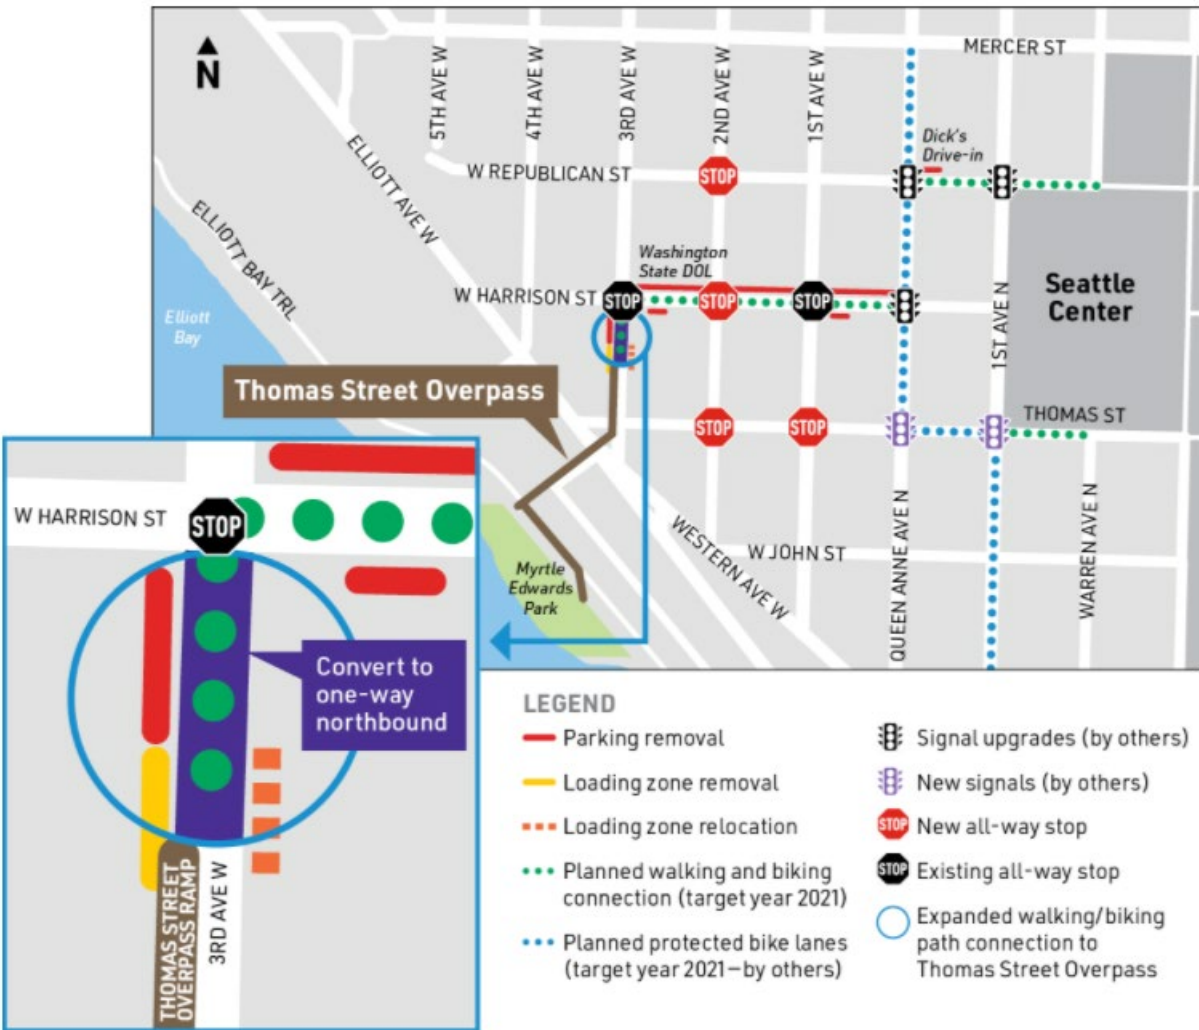 N
MERCER ST
5TH AVE W
4TH AVE W
3RD AVE W
2ND AVE W
1ST AVE W
Dick's
Drive-in
ELLIOTT AVE W
W REPUBLICAN ST
STOP
ELLIOTT BAY TRL
Washington
State DOL
W HARRISON ST
STOP
STOP
STOP
Seattle
Center
1ST AVE N
Elliott
Bay
Thomas Street Overpass
THOMAS ST
STOP
STOP
W HARRISON ST
STOP
WESTERN AVE W
W JOHN ST
QUEEN ANNE AVE N
WARREN AVE N
Myrtle
Edwards
Park
Convert to
one-way
northbound
THOMAS STREET
OVERPASS RAMP
3RD AVE W
LEGEND
Parking removal
Loading zone removal
Loading zone relocation
Planned walking and biking
connection (target year 2021)
Planned protected bike lanes
(target year 2021—by others)
Signal upgrades (by others)
New signals (by others)
STOP
New all-way stop
STOP
Existing all-way stop
Expanded walking/biking
path connection to
Thomas Street Overpass